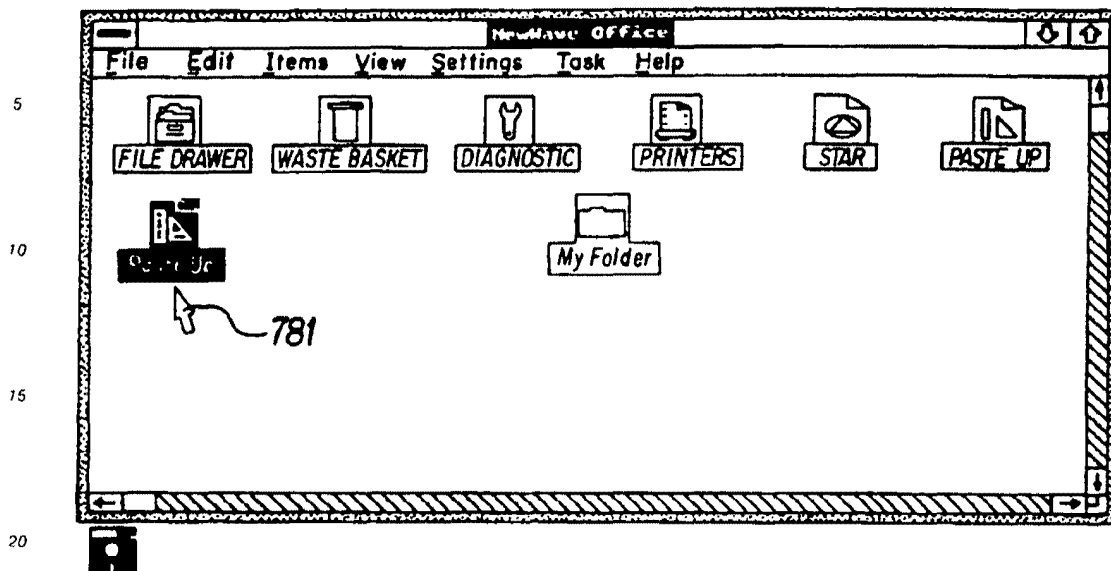 NewWave Office
File Edit Items View Settings Task Help
5
FILE DRAWER WASTE BASKET DIAGNOSTIC PRINTERS STAR PASTE UP
10
My Folder
781
15
20